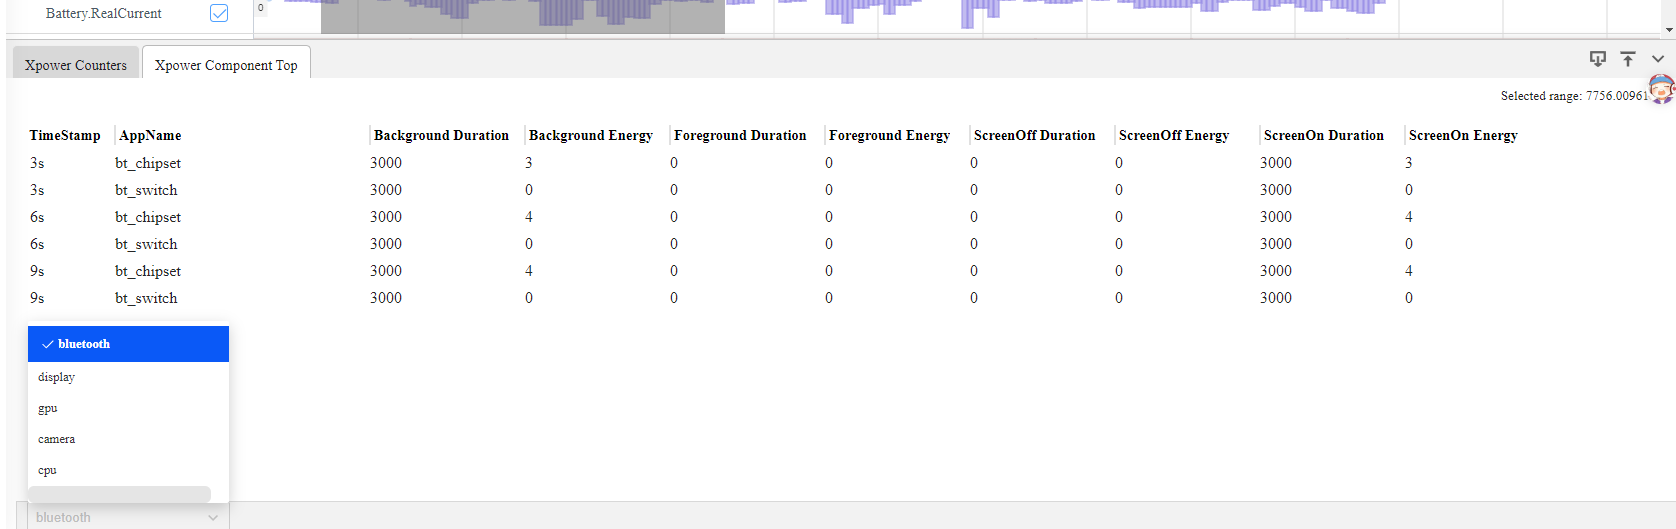 Battery.RealCurrent
0
Xpower Counters Xpower Component Top
Selected range: 7756.00961
TimeStamp AppName Background Duration Background Energy Foreground Duration Foreground Energy ScreenOff Duration ScreenOff Energy ScreenOn Duration ScreenOn Energy
3s bt_chipset 3000 3 0 0 0 0 3000 3
3s bt_switch 3000 0 0 0 0 0 3000 0
6s bt_chipset 3000 4 0 0 0 0 3000 4
6s bt_switch 3000 0 0 0 0 0 3000 0
9s bt_chipset 3000 4 0 0 0 0 3000 4
9s bt_switch 3000 0 0 0 0 0 3000 0
bluetooth
display
gpu
camera
cpu
bluetooth